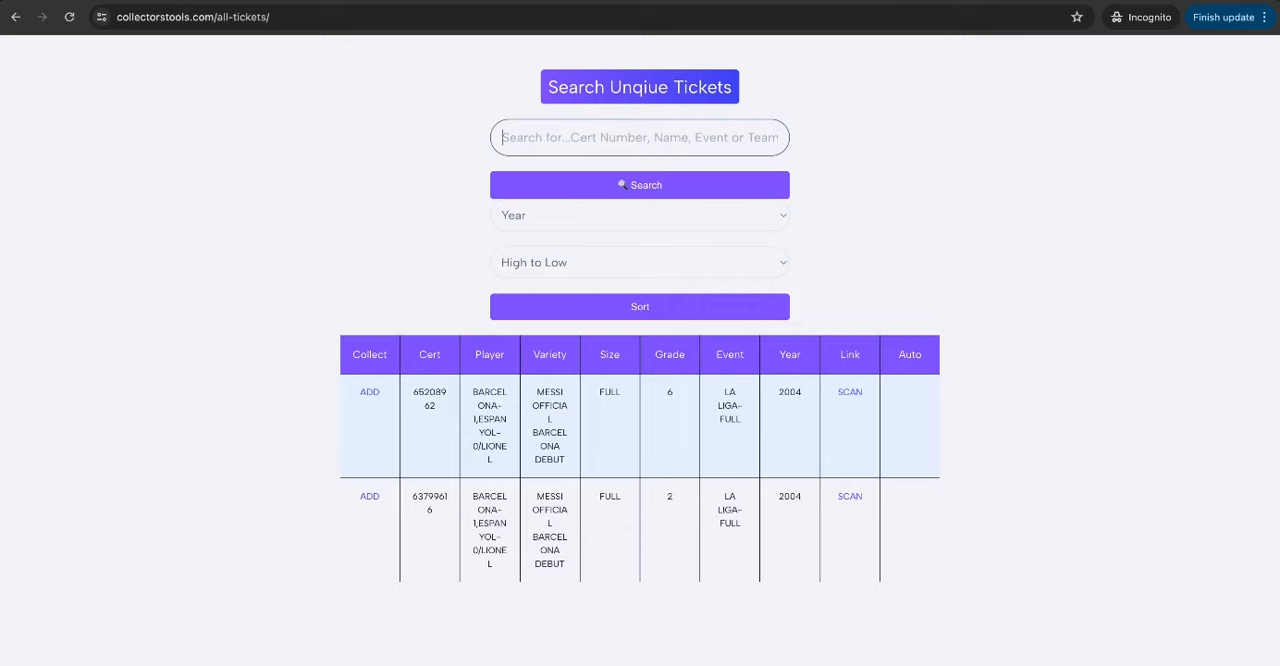 collectorstools.com/all-tickets/
Incognito
Finish update
Search Unqiue Tickets
Search for...Cert Number, Name, Event or Team
Search
Year
High to Low
Sort
Collect Cert Player Variety Size Grade Event Year Link Auto
ADD 652089 BARCEL MESSI FULL 6 LA 2004 SCAN
62 ONA- OFFICIA LIGA-
1,ESPAN L FULL
YOL- BARCEL
0/LIONE ONA
L DEBUT
ADD 6379961 BARCEL MESSI FULL 2 LA 2004 SCAN
6 ONA- OFFICIA LIGA-
1,ESPAN L FULL
YOL- BARCEL
0/LIONE ONA
L DEBUT